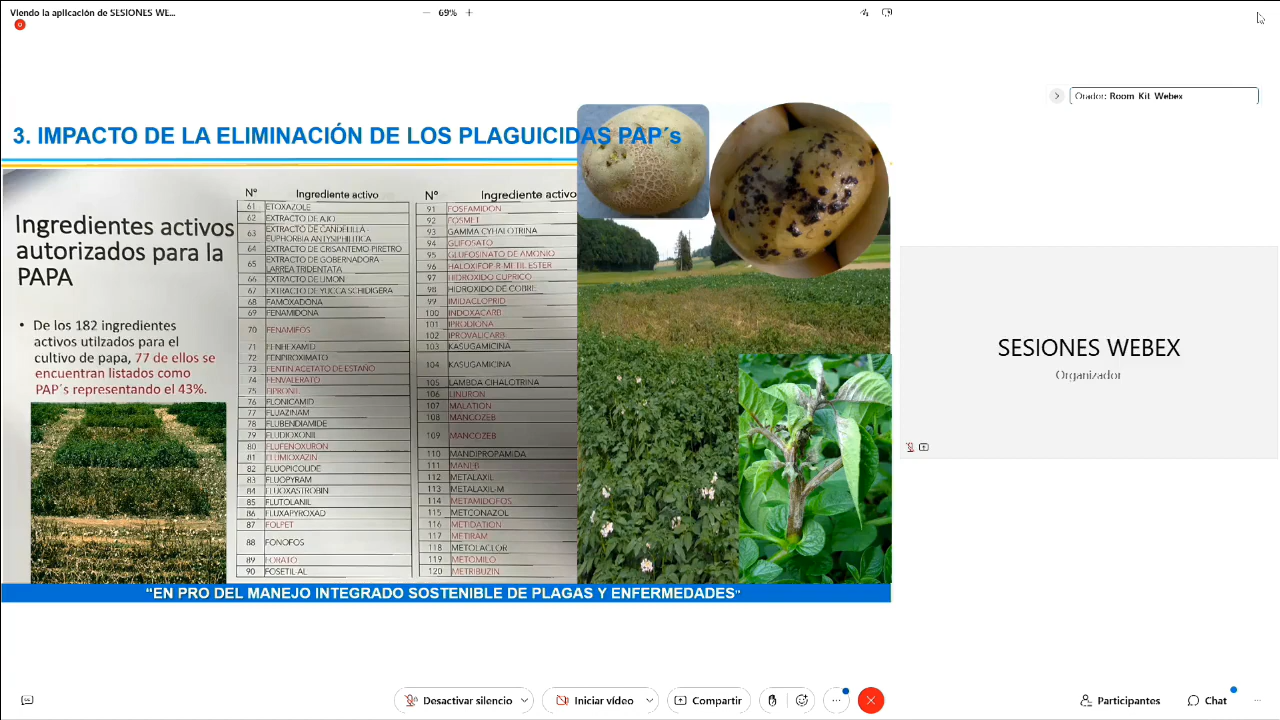 Viendo la aplicación de SESIONES WE...
69%
Orador: Room Kit Webex
3. IMPACTO DE LA ELIMINACIÓN DE LOS PLAGUICIDAS PAP´s
Ingredientes activos
autorizados para la
PAPA
• De los 182 ingredientes
activos utilizados para el
cultivo de papa, 77 de ellos se
encuentran listados como
PAP´s representando el 43%.
Nº Ingrediente activo
61 ETOXAZOLE
62 EXTRACTO DE AJO
63 EXTRACTO DE CANDELILLA -
EUPHORBIA ANTYSIPHILITICA
64 EXTRACTO DE CRISANTEMO PIRETRO
65 EXTRACTO DE GOBERNADORA
LARREA TRIDENTATA
66 EXTRACTO DE LIMON
67 EXTRACTO DE YUCCA SCHIDIGERA
68 FAMOXADONA
69 FENAMIDONA
70 FENAMIFOS
71 FENHEXAMID
72 FENPIROXIMATO
73 FENTIN ACETATO DE ESTAÑO
74 FENVALERATO
75 FIPRONIL
76 FLONICAMID
77 FLUAZINAM
78 FLUBENDIAMIDE
79 FLUDIOXONIL
80 FLUFENOXURON
81 FLUMIOXAZIN
82 FLUOPICOLIDE
83 FLUOPYRAM
84 FLUOXASTROBIN
85 FLUTOLANIL
86 FLUXAPYROXAD
87 FOLPET
88 FONOFOS
89 FORATO
90 FOSETIL AL
Nº Ingrediente activo
91 FOSFAMIDON
92 FOSMET
93 GAMMA CYHALOTRINA
94 GLIFOSATO
95 GLUFOSINATO DE AMONIO
96 HALOXIFOP R METIL ESTER
97 HIDROXIDO CUPRICO
98 HIDROXIDO DE COBRE
99 IMIDACLOPRID
100 INDOXACARB
101 IPRODIONA
102 IPROVALICARB
103 KASUGAMICINA
104 KASUGAMICINA
105 LAMBDA CIHALOTRINA
106 LINURON
107 MALATION
108 MANCOZEB
109 MANCOZEB
110 MANDIPROPAMIDA
111 MANEB
112 METALAXIL
113 METALAXIL-M
114 METAMIDOFOS
115 METCONAZOL
116 METIDATION
117 METIRAM
118 METOLACLOR
119 METOMILO
120 METRIBUZIN
“EN PRO DEL MANEJO INTEGRADO SOSTENIBLE DE PLAGAS Y ENFERMEDADES”
SESIONES WEBEX
Organizador
Desactivar silencio
Iniciar vídeo
Compartir
Participantes
Chat